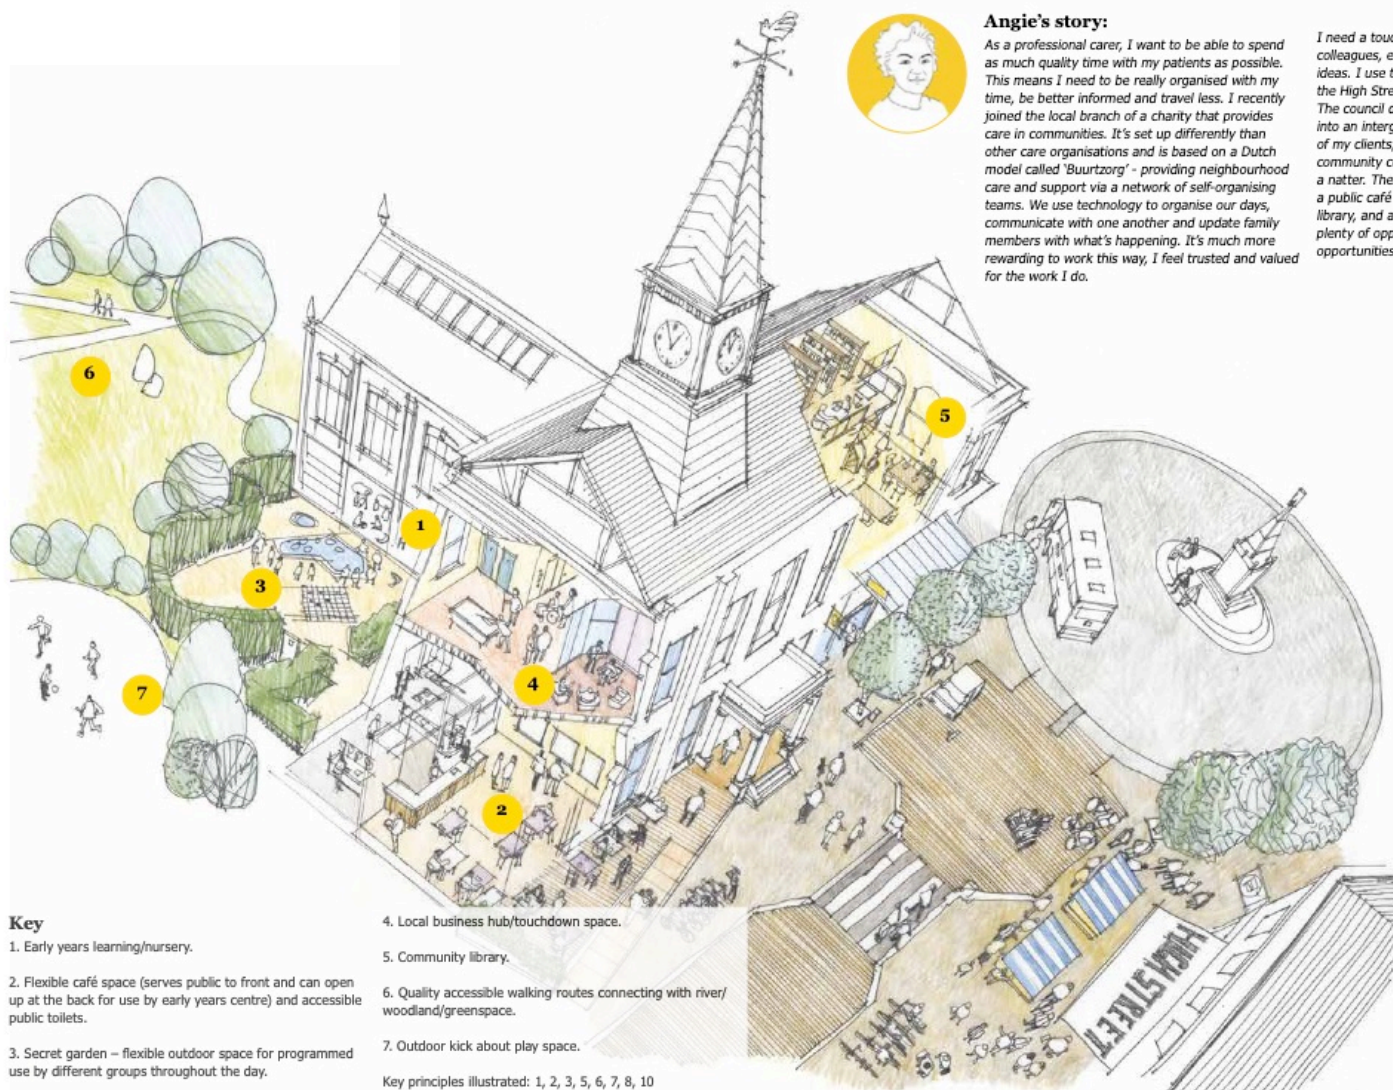 Angie's story:
As a professional carer, I want to be able to spend
as much quality time with my patients as possible.
This means I need to be really organised with my
time, be better informed and travel less. I recently
joined the local branch of a charity that provides
care in communities. It's set up differently than
other care organisations and is based on a Dutch
model called 'Buurtzorg' - providing neighbourhood
care and support via a network of self-organising
teams. We use technology to organise our days,
communicate with one another and update family
members with what's happening. It's much more
rewarding to work this way, I feel trusted and valued
for the work I do.
I need a
colleagues,
ideas. I use
the High
The council
into an
of my clients,
community
a natter.
a public café
library, and
plenty of
opportunities
6
5
1
3
4
7
2
HIGH STREET
Key
1. Early years learning/nursery.
2. Flexible café space (serves public to front and can open
up at the back for use by early years centre) and accessible
public toilets.
3. Secret garden – flexible outdoor space for programmed
use by different groups throughout the day.
4. Local business hub/touchdown space.
5. Community library.
6. Quality accessible walking routes connecting with river/
woodland/greenspace.
7. Outdoor kick about play space.
Key principles illustrated: 1, 2, 3, 5, 6, 7, 8, 10